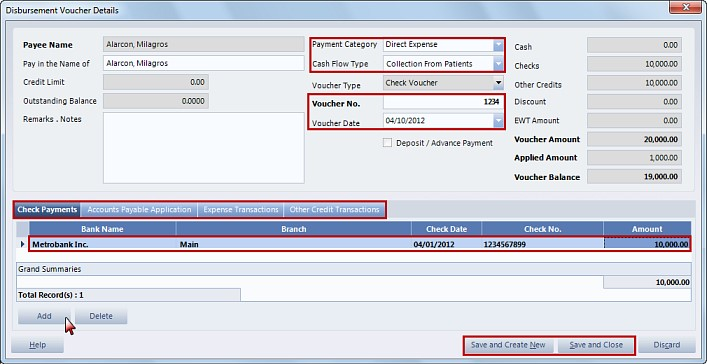 Disbursement Voucher Details
Payee Name Alarcon, Milagros
Pay in the Name of Alarcon, Milagros
Credit Limit 0.00
Outstanding Balance 0.0000
Remarks . Notes
Payment Category Direct Expense
Cash Flow Type Collection From Patients
Voucher Type Check Voucher
Voucher No. 1234
Voucher Date 04/10/2012
Deposit / Advance Payment
Cash 0.00
Checks 10,000.00
Other Credits 10,000.00
Discount 0.00
EWT Amount 0.00
Voucher Amount 20,000.00
Applied Amount 1,000.00
Voucher Balance 19,000.00
Check Payments Accounts Payable Application Expense Transactions Other Credit Transactions
Bank Name Branch Check Date Check No. Amount
Metrobank Inc. Main 04/01/2012 1234567899 10,000.00
Grand Summaries
10,000.00
Total Record(s) : 1
Add Delete
Help Save and Create New Save and Close Discard